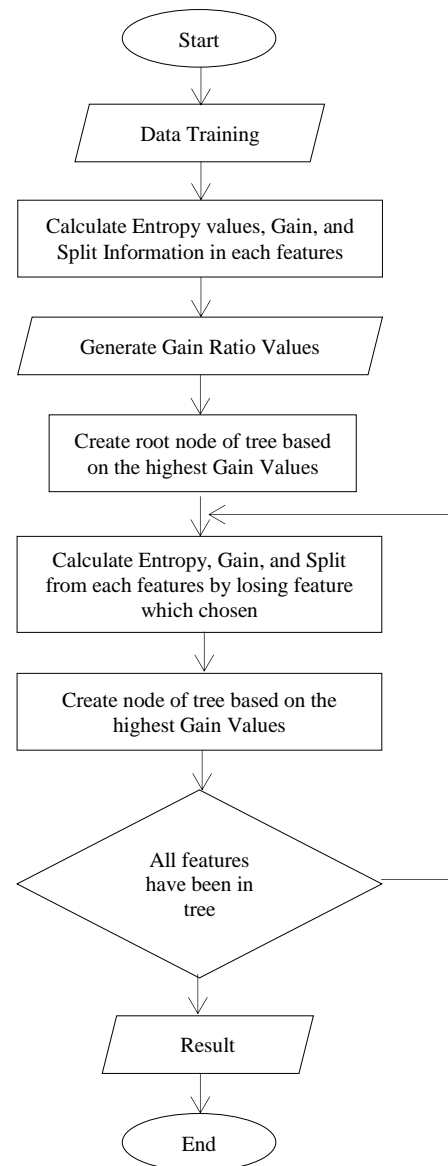 Start
Data Training
Calculate Entropy values, Gain, and
Split Information in each features
Generate Gain Ratio Values
Create root node of tree based
on the highest Gain Values
Calculate Entropy, Gain, and Split
from each features by losing feature
which chosen
Create node of tree based on the
highest Gain Values
All features
have been in
tree
Result
End